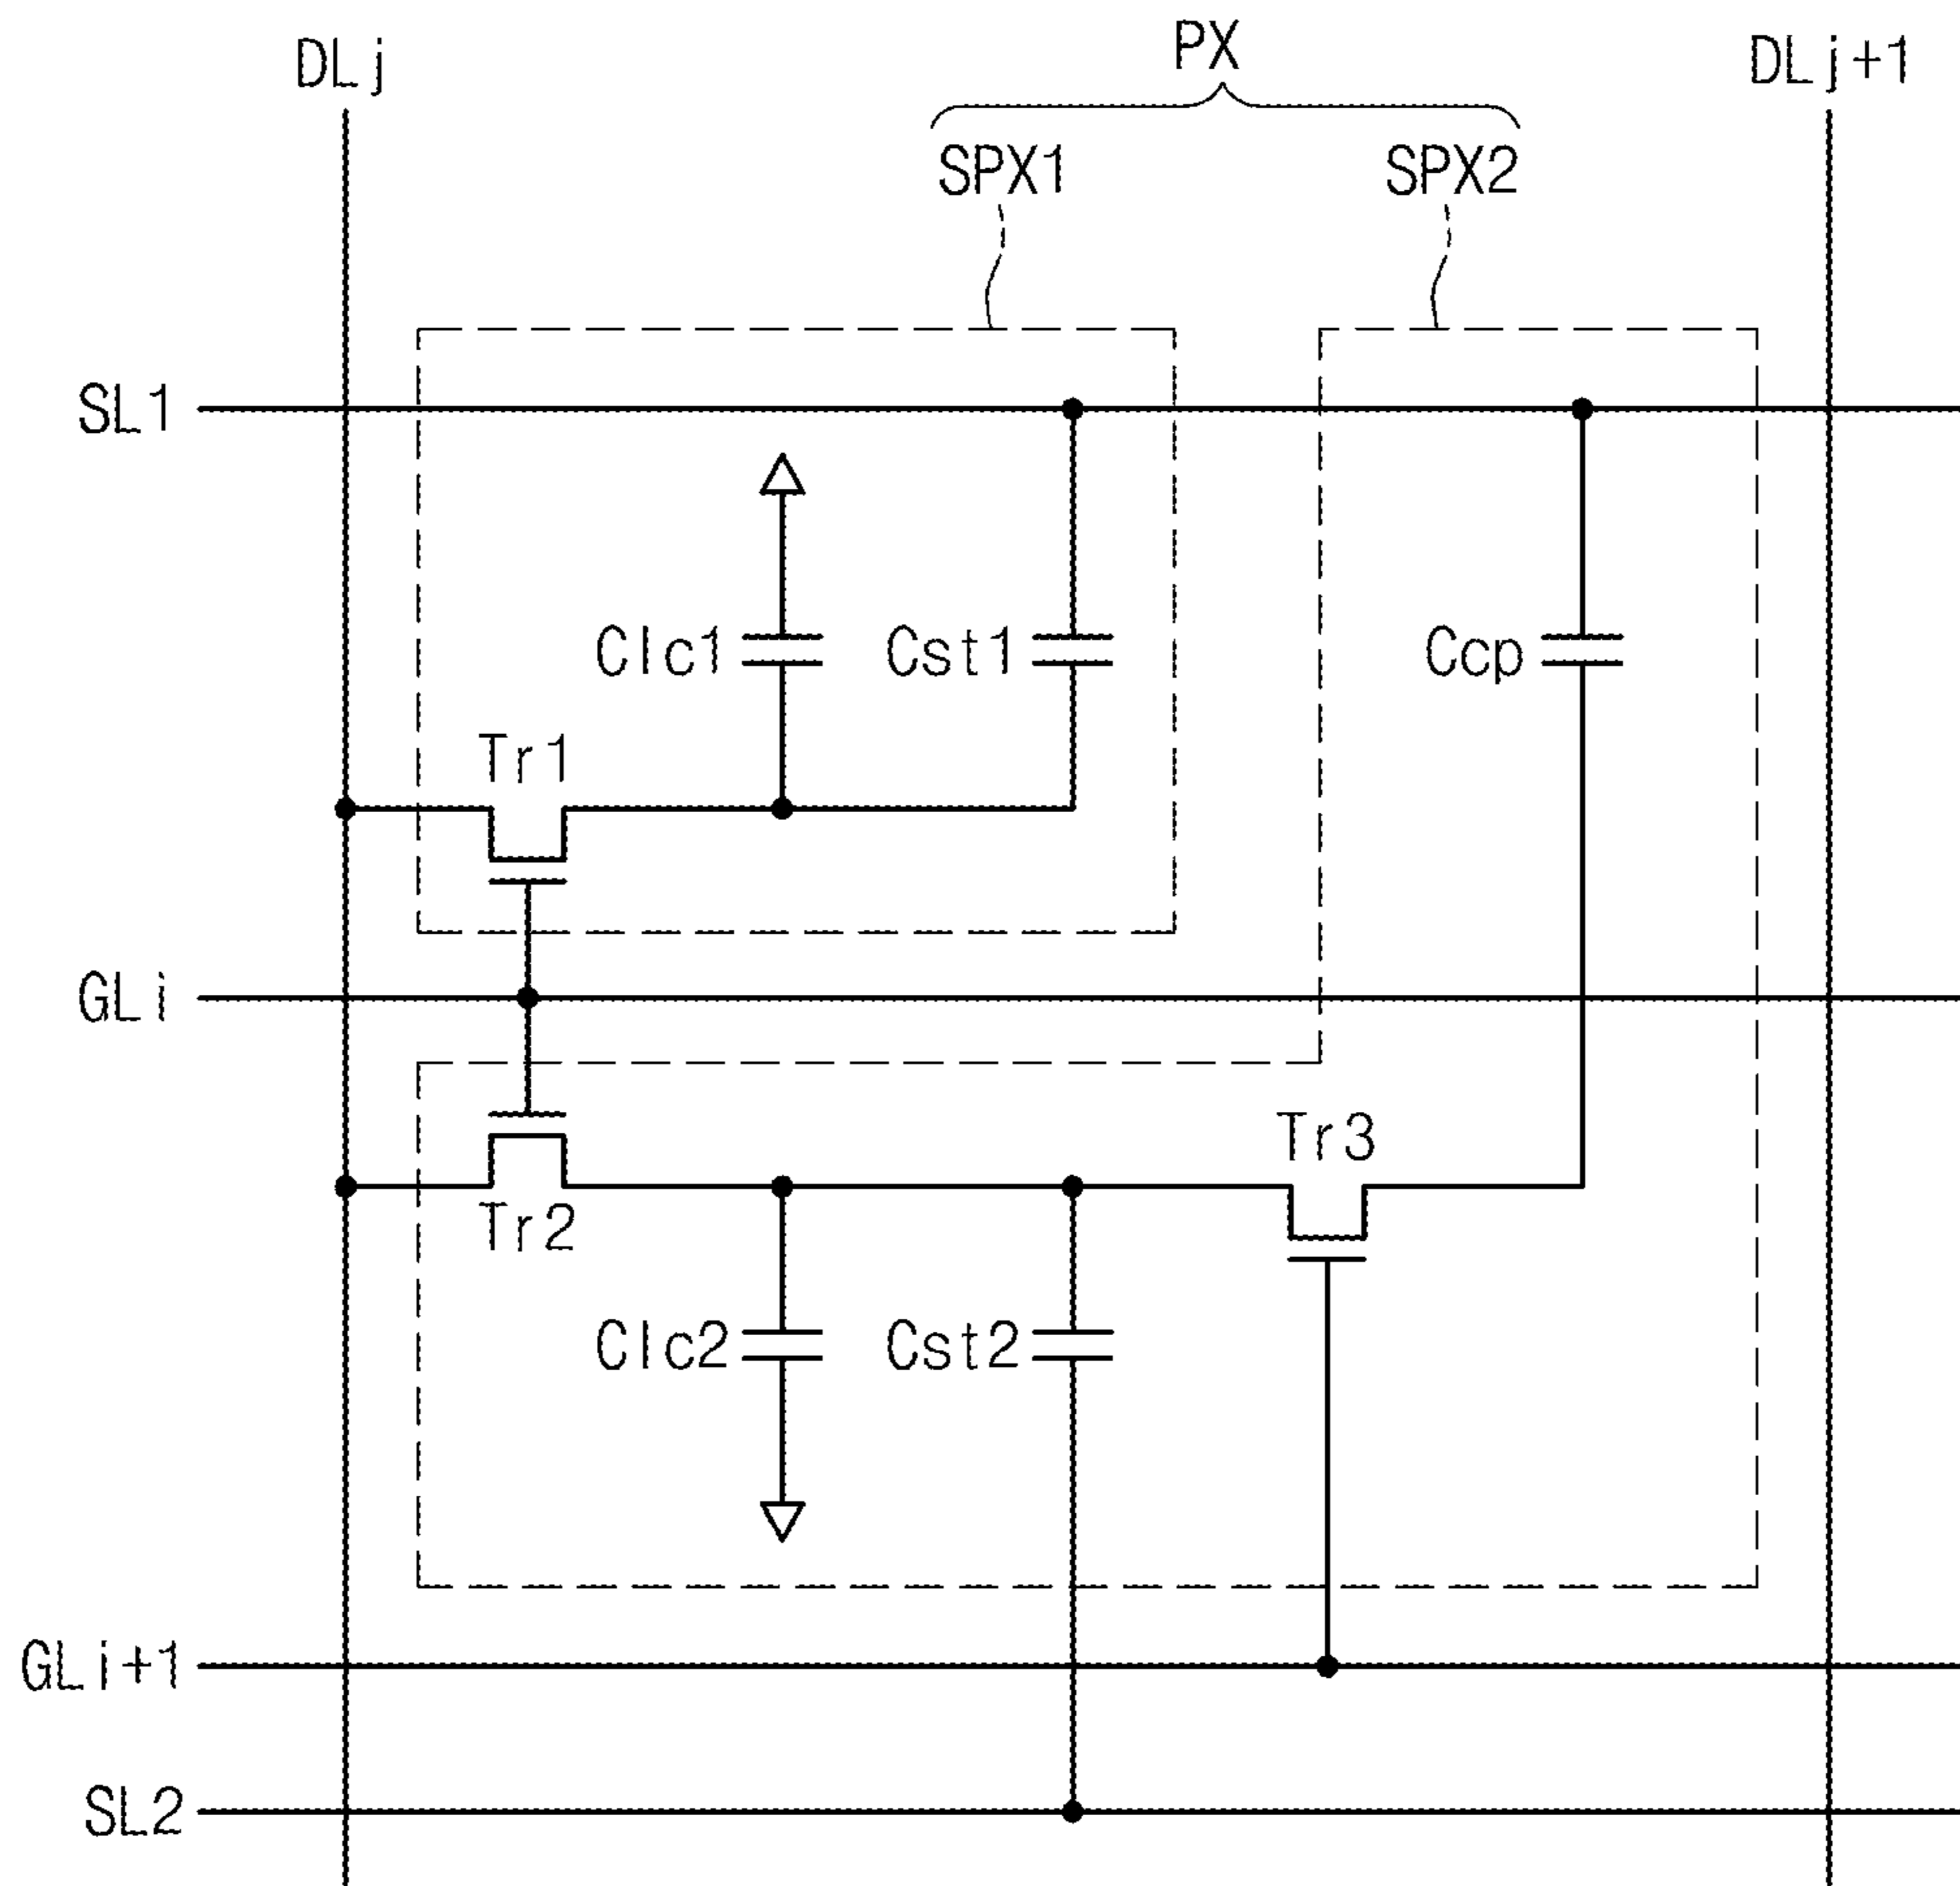 PX
DLj
DLj+1
SPX1
SPX2
SL1
Clc1
Cst1
Ccp
Tr1
GLi
Tr3
Tr2
Clc2
Cst2
GLi+1
SL2